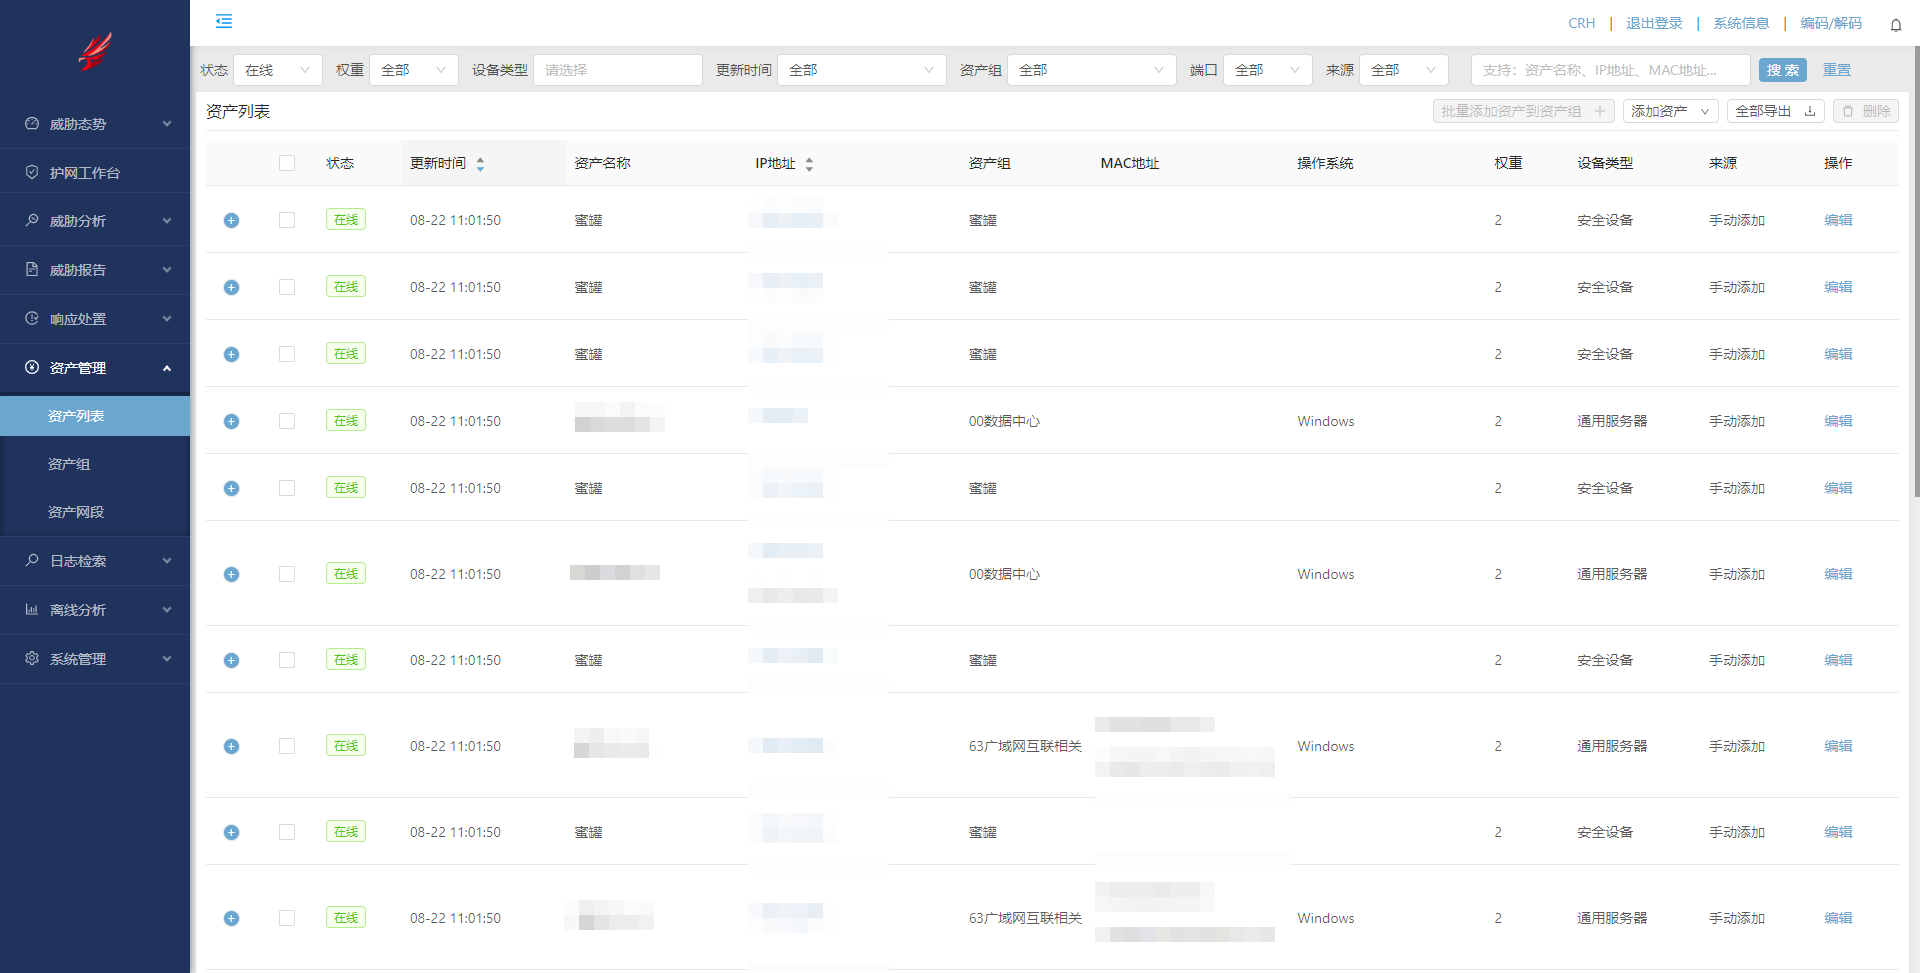 CRH | 退出登录 | 系统信息 | 编码/解码
状态 在线 权重 全部 设备类型 请选择 更新时间 全部 资产组 全部 端口 全部 来源 全部 支持：资产名称、IP地址、MAC地址... 搜 索 重置
资产列表 批量添加资产到资产组 添加资产 全部导出 删除
威胁态势
护网工作台
威胁分析
威胁报告
响应处置
资产管理
资产列表
资产组
资产网段
日志检索
离线分析
系统管理
状态 更新时间 资产名称 IP地址 资产组 MAC地址 操作系统 权重 设备类型 来源 操作
在线 08-22 11:01:50 蜜罐 蜜罐 2 安全设备 手动添加 编辑
在线 08-22 11:01:50 蜜罐 蜜罐 2 安全设备 手动添加 编辑
在线 08-22 11:01:50 蜜罐 蜜罐 2 安全设备 手动添加 编辑
在线 08-22 11:01:50 00数据中心 Windows 2 通用服务器 手动添加 编辑
在线 08-22 11:01:50 蜜罐 蜜罐 2 安全设备 手动添加 编辑
在线 08-22 11:01:50 00数据中心 Windows 2 通用服务器 手动添加 编辑
在线 08-22 11:01:50 蜜罐 蜜罐 2 安全设备 手动添加 编辑
在线 08-22 11:01:50 63广域网互联相关 Windows 2 通用服务器 手动添加 编辑
在线 08-22 11:01:50 蜜罐 蜜罐 2 安全设备 手动添加 编辑
在线 08-22 11:01:50 63广域网互联相关 Windows 2 通用服务器 手动添加 编辑